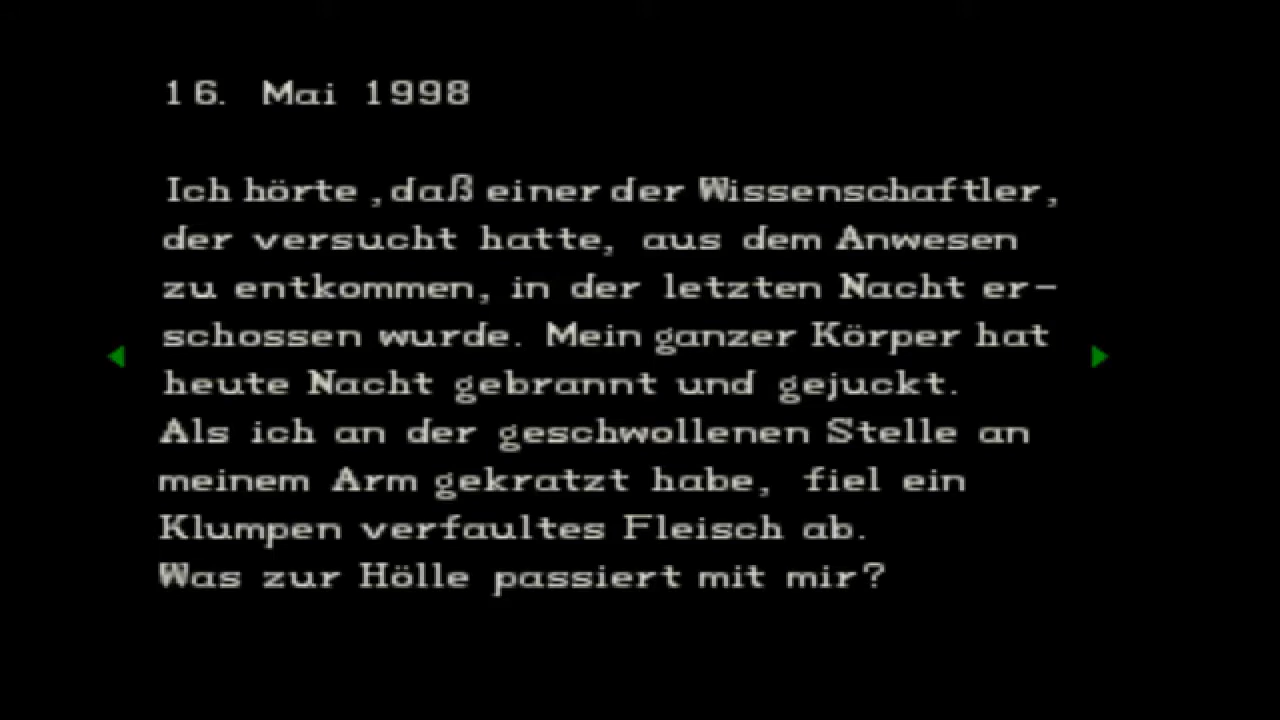 16. Mai 1998
Ich hörte ,daß einer der Wissenschaftler,
der versucht hatte, aus dem Anwesen
zu entkommen, in der letzten Nacht er-
schossen wurde. Mein ganzer Körper hat
heute Nacht gebrannt und gejuckt.
Als ich an der geschwollenen Stelle an
meinem Arm gekratzt habe, fiel ein
Klumpen verfaultes Fleisch ab.
Was zur Hölle passiert mit mir?